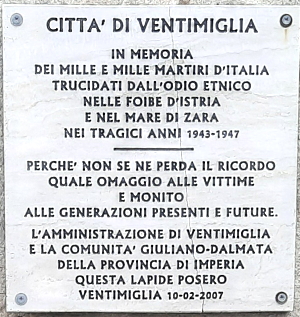 CITTA' DI VENTIMIGLIA
IN MEMORIA
DEI MILLE E MILLE MARTIRI D'ITALIA
TRUCIDATI DALL'ODIO ETNICO
NELLE FOIBE D'ISTRIA
E NEL MARE DI ZARA
NEI TRAGICI ANNI 1943-1947
PERCHE' NON SE NE PERDA IL RICORDO
QUALE OMAGGIO ALLE VITTIME
E MONITO
ALLE GENERAZIONI PRESENTI E FUTURE.
L'AMMINISTRAZIONE DI VENTIMIGLIA
E LA COMUNITA' GIULIANO-DALMATA
DELLA PROVINCIA DI IMPERIA
QUESTA LAPIDE POSERO
VENTIMIGLIA 10-02-2007